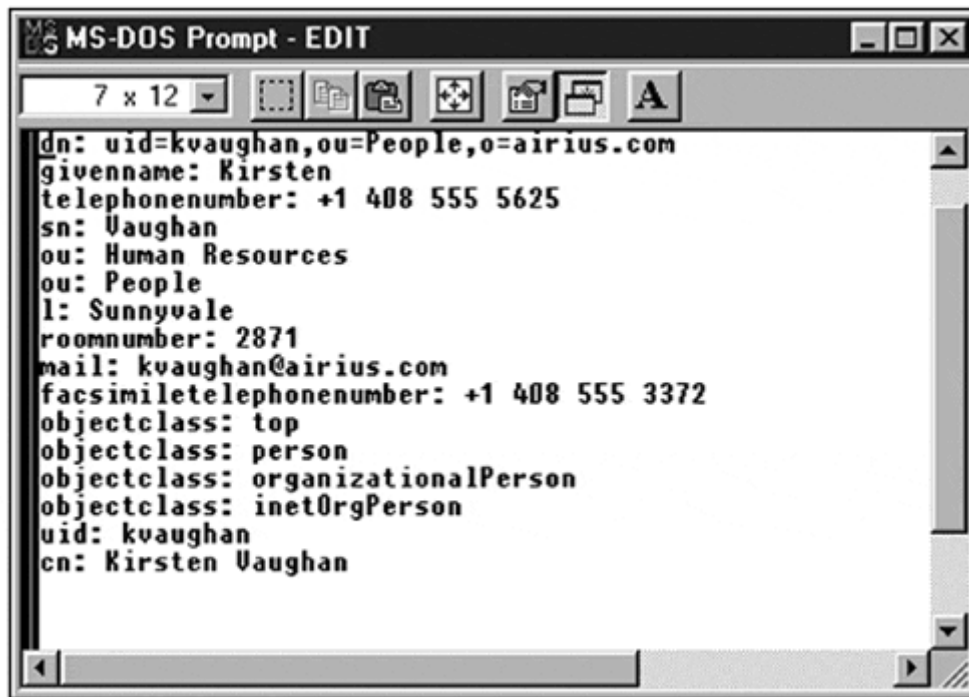 MS-DOS Prompt - EDIT
7 x 12
A
dn: uid=kvaughan,ou=People,o=airius.com
givenname: Kirsten
telephonenumber: +1 408 555 5625
sn: Vaughan
ou: Human Resources
ou: People
l: Sunnyvale
roomnumber: 2871
mail: kvaughan@airius.com
facsimiletelephonenumber: +1 408 555 3372
objectclass: top
objectclass: person
objectclass: organizationalPerson
objectclass: inetOrgPerson
uid: kvaughan
cn: Kirsten Vaughan